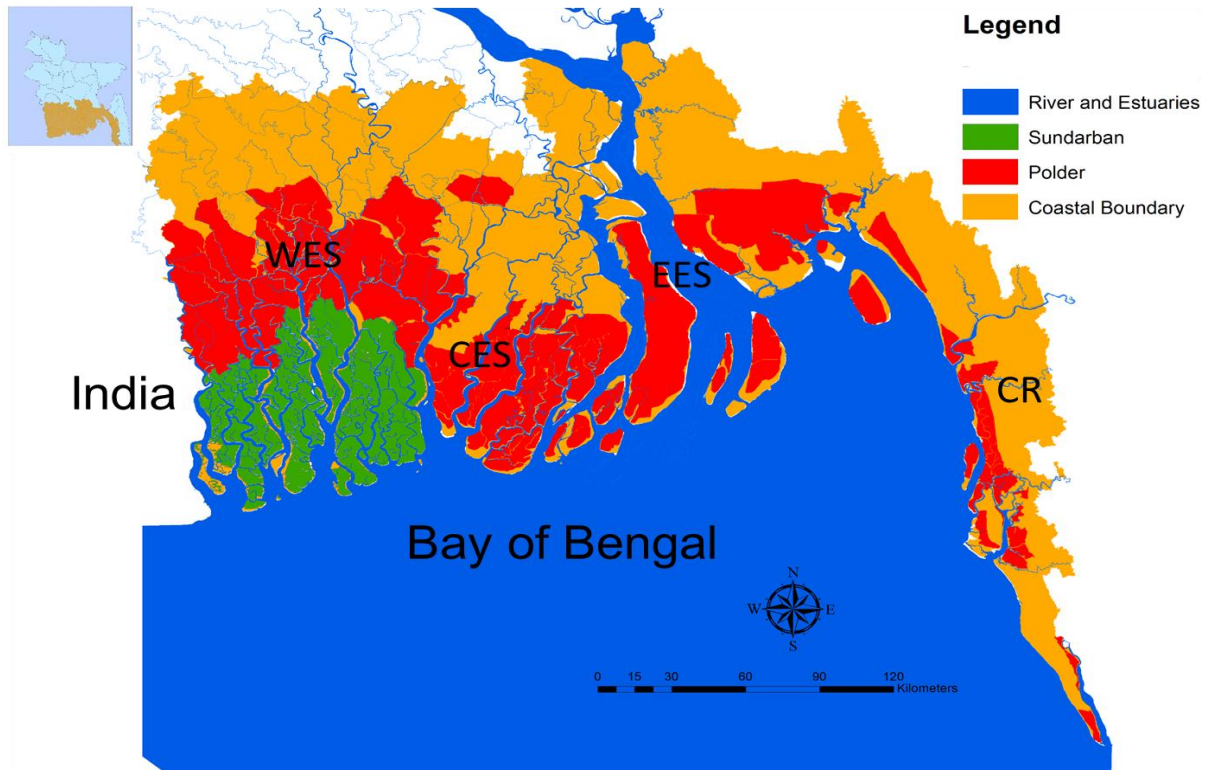 Legend
River and Estuaries
Sundarban
Polder
Coastal Boundary
WES
EES
CES
India
CR
Bay of Bengal
N
W E
S
0 15 30 60 90 120
Kilometers